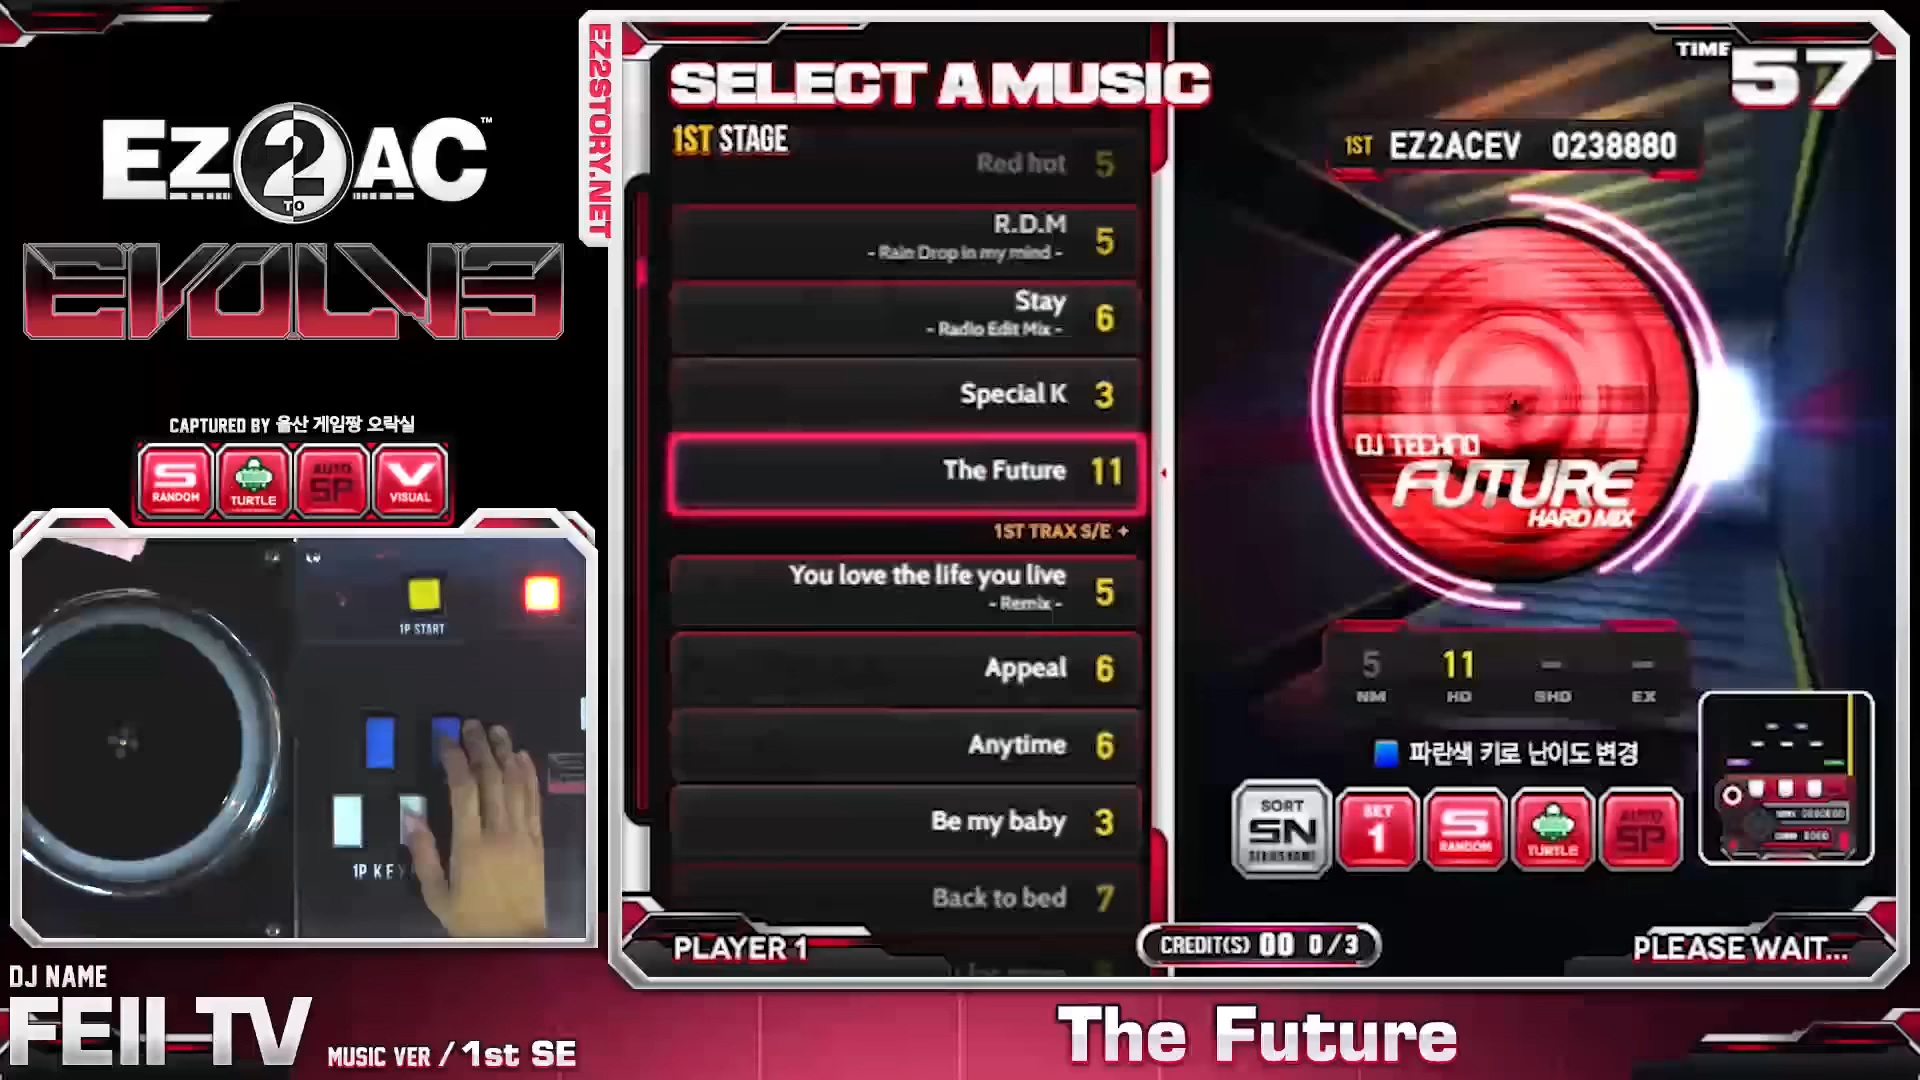 EZ2AC™
TO
EVOLVE
CAPTURED BY 울산 게임짱 오락실
S RANDOM
TURTLE
AUTO SP
V VISUAL
1P START
1P KEY
DJ NAME
FEII-TV
MUSIC VER / 1st SE
EZ2STORY.NET
SELECT A MUSIC
1ST STAGE
Red hot 5
R.D.M 5
- Rain Drop in my mind -
Stay 6
- Radio Edit Mix -
Special K 3
The Future 11
1ST TRAX S/E +
You love the life you live 5
- Remix -
Appeal 6
Anytime 6
Be my baby 3
Back to bed 7
PLAYER 1
CREDIT(S) 00 0/3
TIME 57
1ST EZ2ACEV 0238880
DJ TECHNO
FUTURE
HARD MIX
5 11 – –
NM HD SHD EX
파란색 키로 난이도 변경
SORT SN
SET 1
S RANDOM
TURTLE
AUTO SP
PLEASE WAIT...
The Future